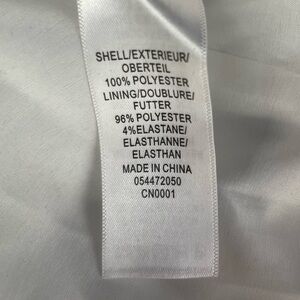 SHELL/EXTERIEUR/
OBERTEIL
100% POLYESTER
LINING/DOUBLURE/
FUTTER
96% POLYESTER
4%ELASTANE/
ELASTHANNE/
ELASTHAN
MADE IN CHINA
054472050
CN0001